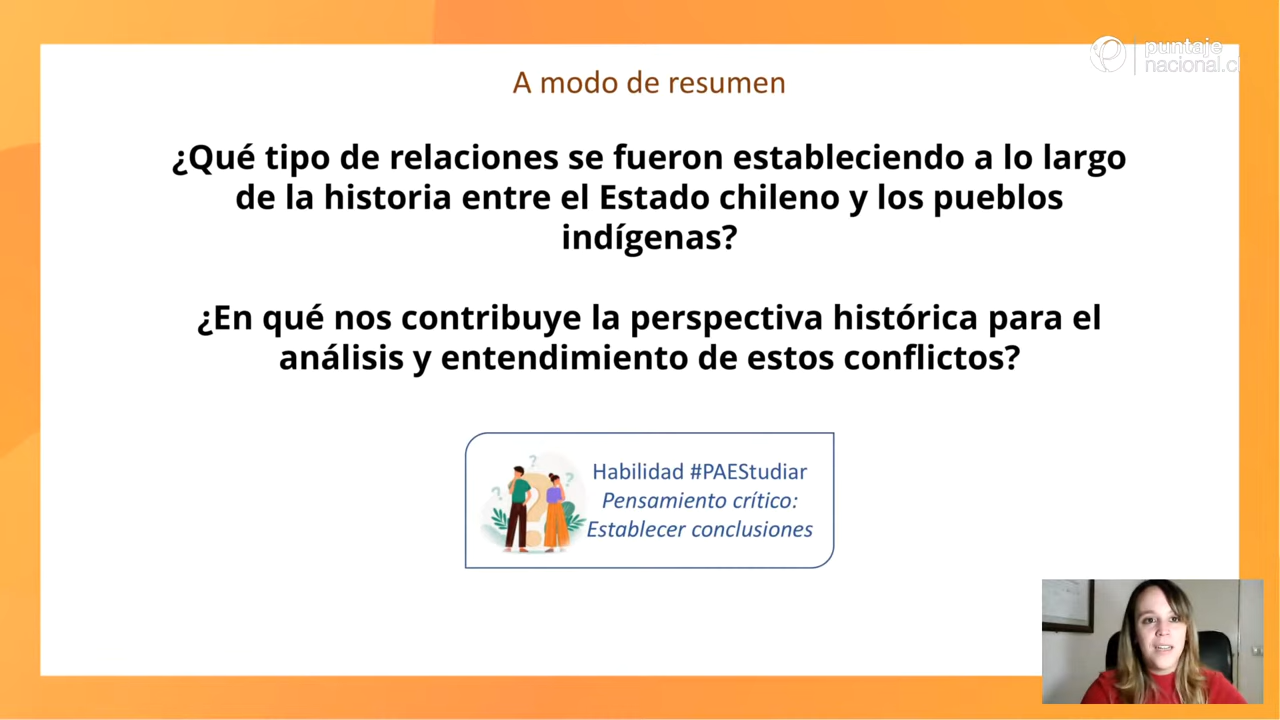 puntaje
nacional.cl
A modo de resumen
¿Qué tipo de relaciones se fueron estableciendo a lo largo
de la historia entre el Estado chileno y los pueblos
indígenas?
¿En qué nos contribuye la perspectiva histórica para el
análisis y entendimiento de estos conflictos?
Habilidad #PAEStudiar
Pensamiento crítico:
Establecer conclusiones